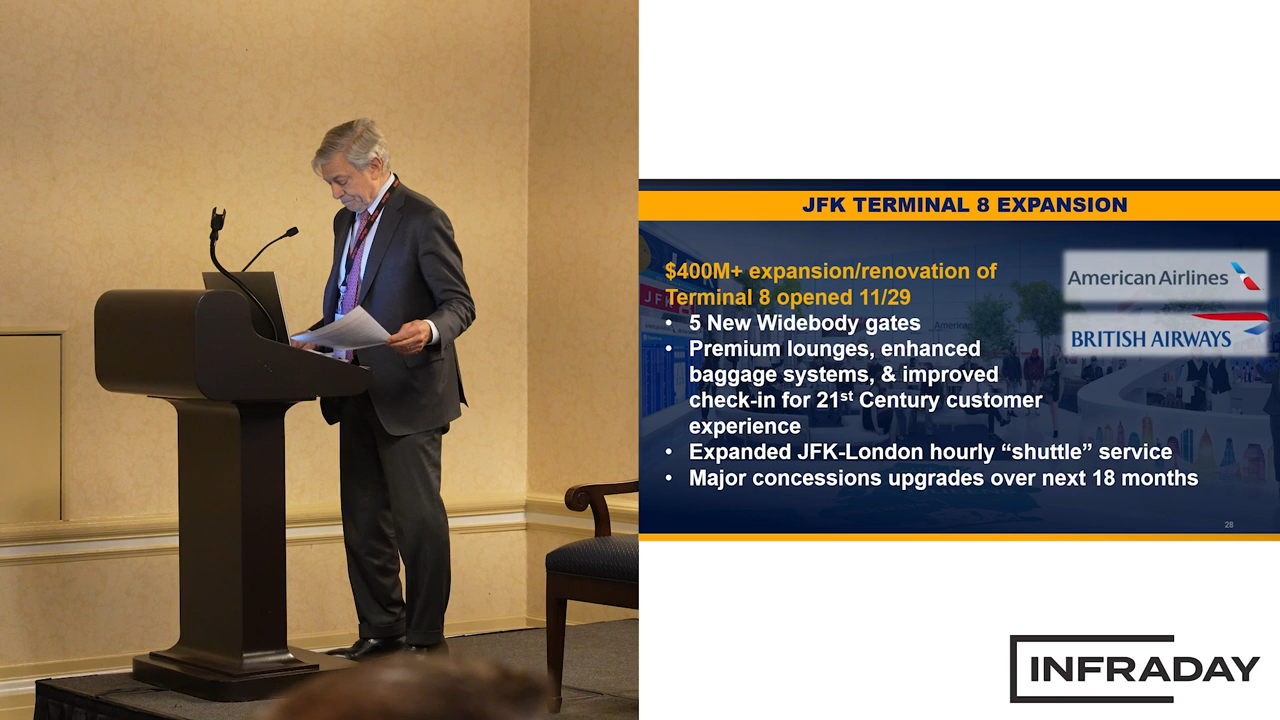 JFK TERMINAL 8 EXPANSION
$400M+ expansion/renovation of
Terminal 8 opened 11/29
• 5 New Widebody gates
• Premium lounges, enhanced
baggage systems, & improved
check-in for 21st Century customer
experience
• Expanded JFK-London hourly “shuttle” service
• Major concessions upgrades over next 18 months
American Airlines
BRITISH AIRWAYS
JFK
American
28
INFRADAY